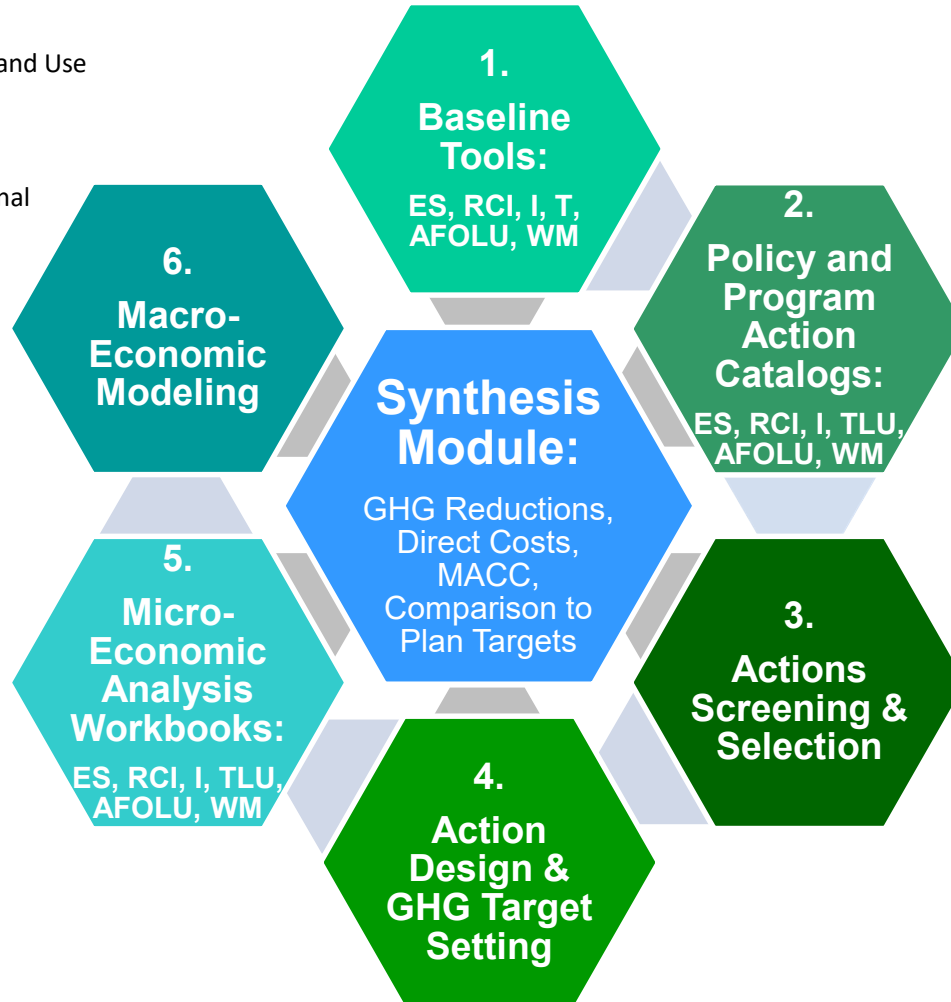 and Use
nal
1.
Baseline
Tools:
ES, RCI, I, T,
AFOLU, WM
2.
Policy and
Program
Action
Catalogs:
ES, RCI, I, TLU,
AFOLU, WM
3.
Actions
Screening &
Selection
4.
Action
Design &
GHG Target
Setting
5.
Micro-
Economic
Analysis
Workbooks:
ES, RCI, I, TLU,
AFOLU, WM
6.
Macro-
Economic
Modeling
Synthesis
Module:
GHG Reductions,
Direct Costs,
MACC,
Comparison to
Plan Targets